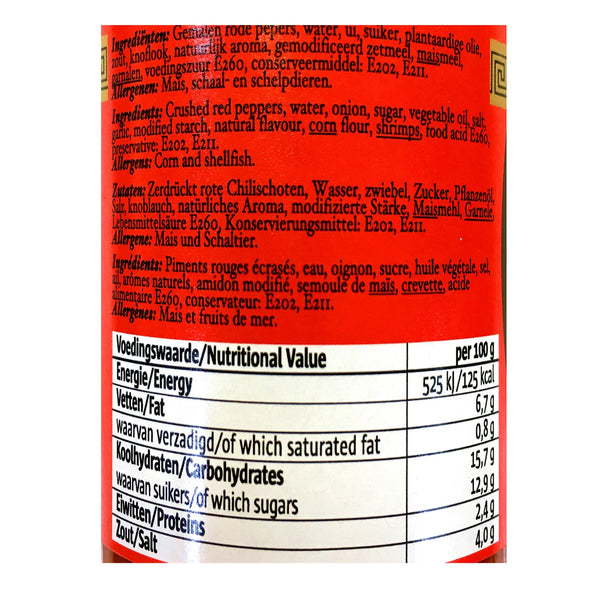 Ingrediënten: Gemalen rode pepers, water, ui, suiker, plantaardige olie,
zout, knoflook, natuurlijk aroma, gemodificeerd zetmeel, maismeel,
garnalen, voedingszuur E260, conserveermiddel: E202, E211.
Allergenen: Mais, schaal- en schelpdieren.
Ingredients: Crushed red peppers, water, onion, sugar, vegetable oil, salt,
garlic, modified starch, natural flavour, corn flour, shrimps, food acid E260,
preservative: E202, E211.
Allergens: Corn and shellfish.
Zutaten: Zerdrückt rote Chilischoten, Wasser, zwiebel, Zucker, Pflanzenöl,
Salz, knoblauch, natürliches Aroma, modifizierte Stärke, Maismehl, Garnele,
Lebensmittelsäure E260, Konservierungsmittel: E202, E211.
Allergene: Mais und Schaltier.
Ingrédients: Piments rouges écrasés, eau, oignon, sucre, huile végétale, sel,
ail, arômes naturels, amidon modifié, semoule de maïs, crevette, acide
alimentaire E260, conservateur: E202, E211.
Allergènes: Mais et fruits de mer.
Voedingswaarde/Nutritional Value per 100 g
Energie/Energy 525 kJ/125 kcal
Vetten/Fat 6,7 g
waarvan verzadigd/of which saturated fat 0,8 g
Koolhydraten/Carbohydrates 15,7 g
waarvan suikers/of which sugars 12,9 g
Eiwitten/Proteins 2,4 g
Zout/Salt 4,0 g